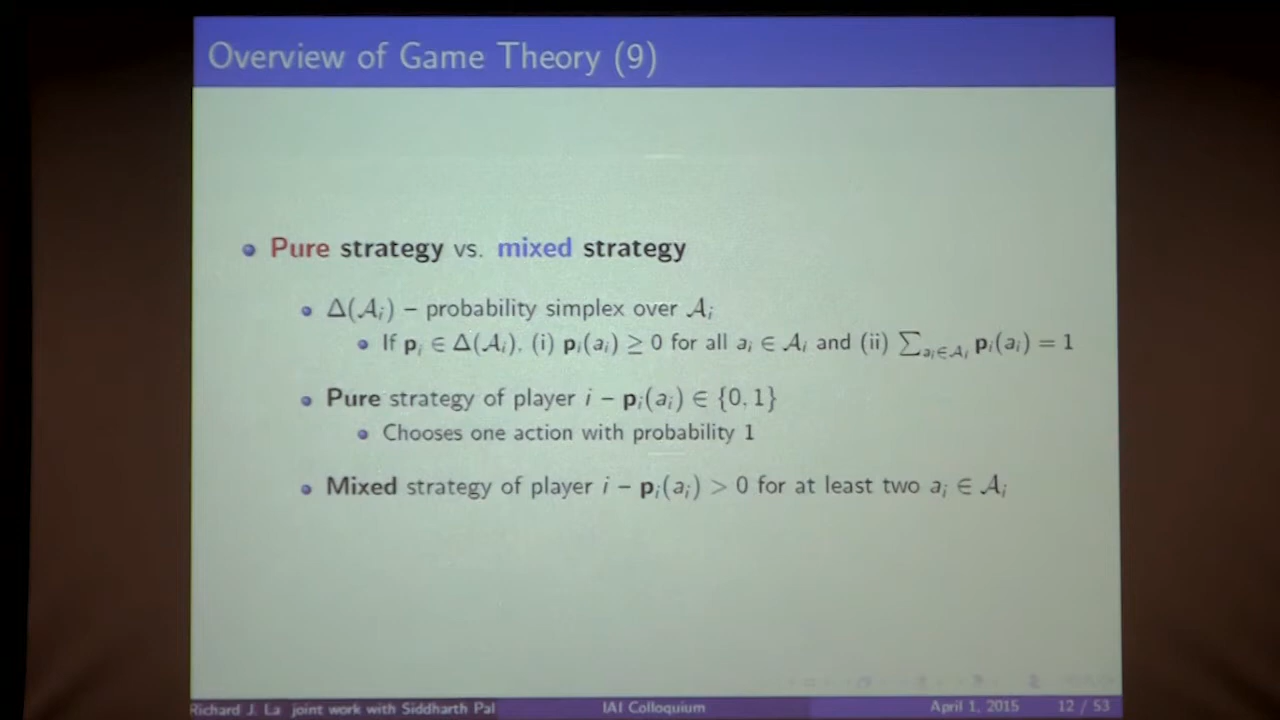 Overview of Game Theory (9)
Pure strategy vs. mixed strategy
Δ(𝒜ᵢ) – probability simplex over 𝒜ᵢ
If pᵢ ∈ Δ(𝒜ᵢ), (i) pᵢ(aᵢ) ≥ 0 for all aᵢ ∈ 𝒜ᵢ and (ii) ∑_{aᵢ∈𝒜ᵢ} pᵢ(aᵢ) = 1
Pure strategy of player i – pᵢ(aᵢ) ∈ {0, 1}
Chooses one action with probability 1
Mixed strategy of player i – pᵢ(aᵢ) > 0 for at least two aᵢ ∈ 𝒜ᵢ
Richard J. La joint work with Siddharth Pal IAI Colloquium April 1, 2015 12 / 53